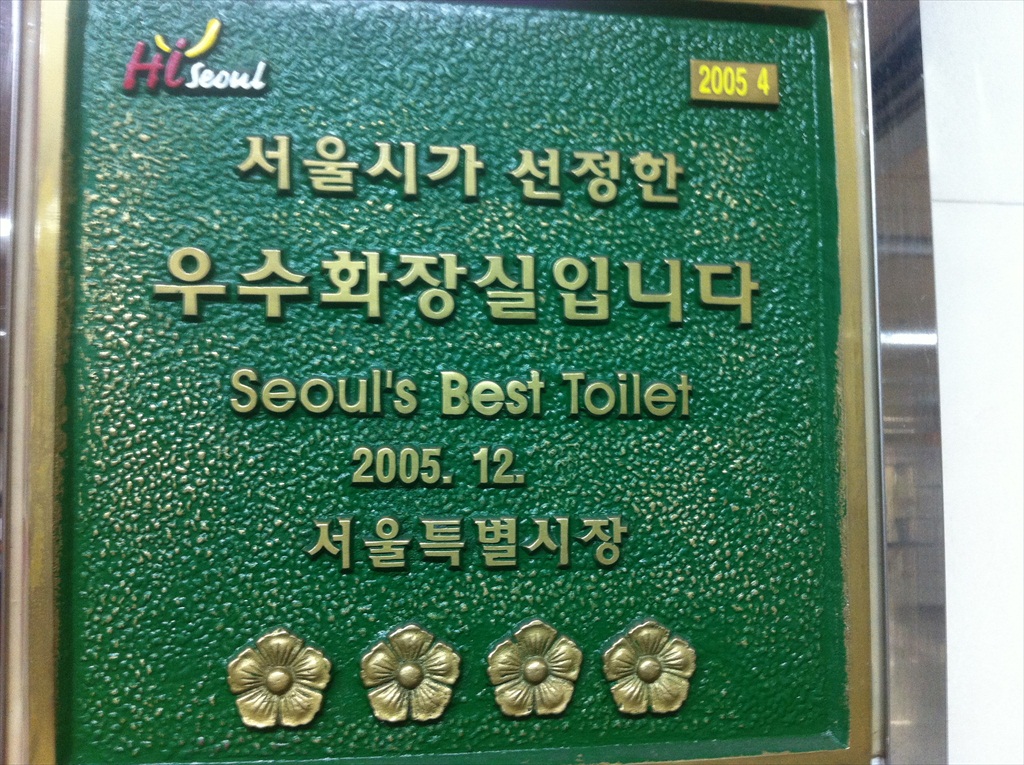 Hi Seoul
2005 4
서울시가 선정한
우수화장실입니다
Seoul's Best Toilet
2005. 12.
서울특별시장